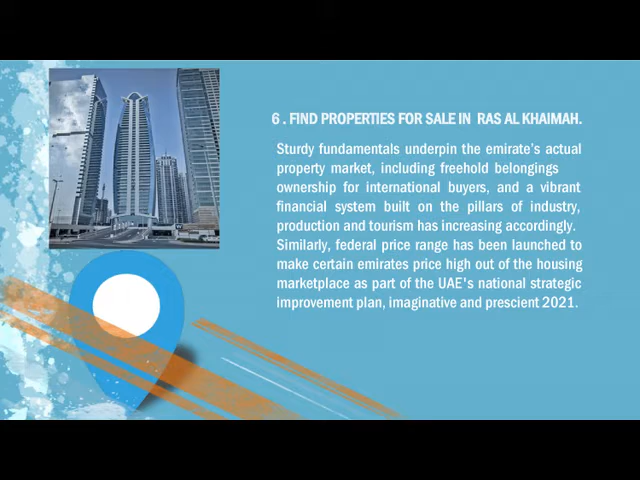 6 . FIND PROPERTIES FOR SALE IN RAS AL KHAIMAH.
Sturdy fundamentals underpin the emirate's actual
property market, including freehold belongings
ownership for international buyers, and a vibrant
financial system built on the pillars of industry,
production and tourism has increasing accordingly.
Similarly, federal price range has been launched to
make certain emirates price high out of the housing
marketplace as part of the UAE's national strategic
improvement plan, imaginative and prescient 2021.